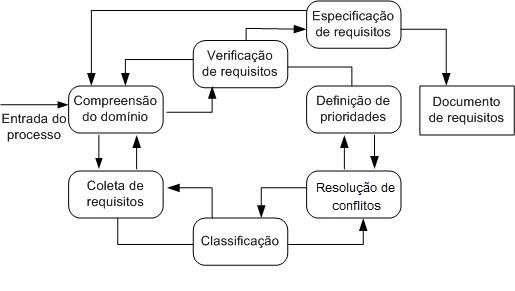 Especificação
de requisitos
Verificação
de requisitos
Compreensão
do domínio
Definição de
prioridades
Documento
de requisitos
Entrada do
processo
Coleta de
requisitos
Resolução de
conflitos
Classificação